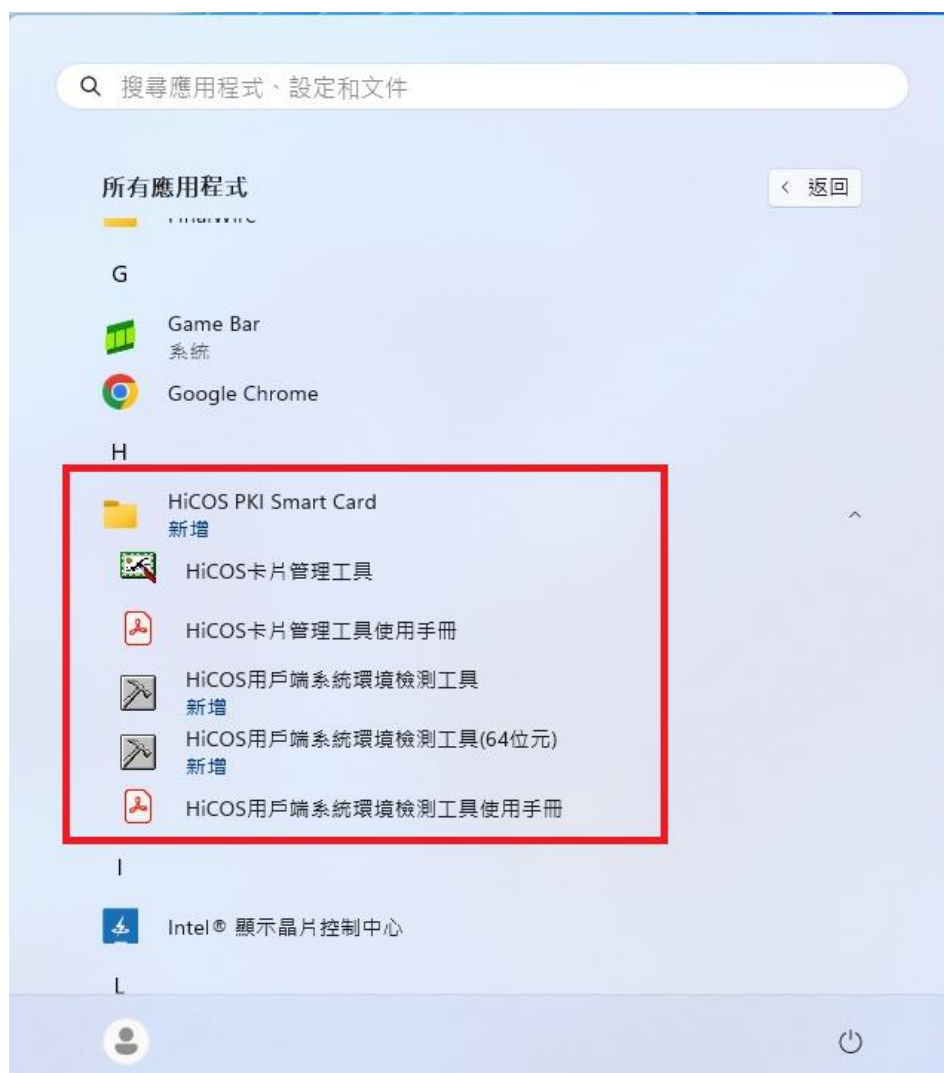 搜尋應用程式、設定和文件
所有應用程式
返回
FinalWire
G
Game Bar
系統
Google Chrome
H
HiCOS PKI Smart Card
新增
HiCOS卡片管理工具
HiCOS卡片管理工具使用手冊
HiCOS用戶端系統環境檢測工具
新增
HiCOS用戶端系統環境檢測工具(64位元)
新增
HiCOS用戶端系統環境檢測工具使用手冊
I
Intel® 顯示晶片控制中心
L